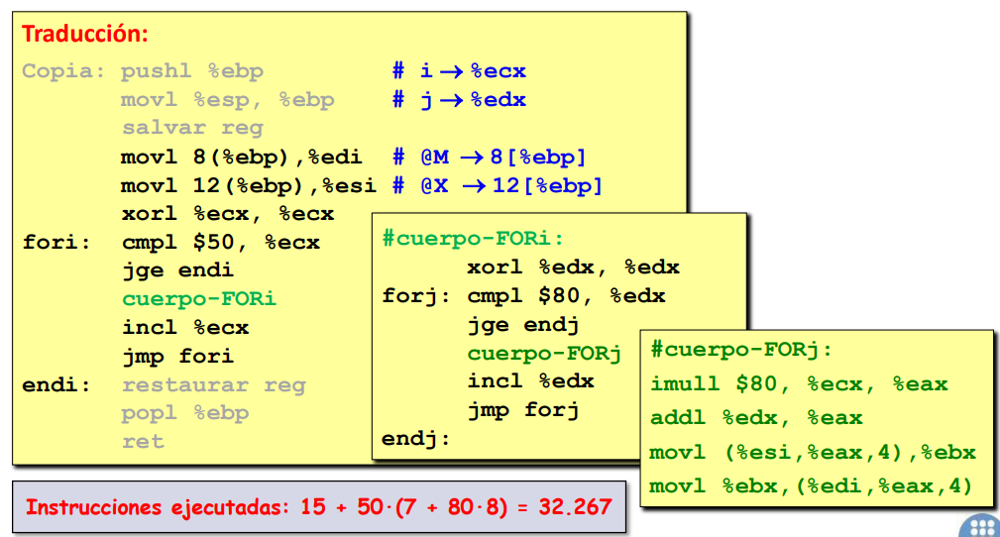 Traducción:
Copia: pushl %ebp # i → %ecx
movl %esp, %ebp # j → %edx
salvar reg
movl 8(%ebp),%edi # @M → 8[%ebp]
movl 12(%ebp),%esi # @X → 12[%ebp]
xorl %ecx, %ecx
fori: cmpl $50, %ecx
jge endi
cuerpo-FORi
incl %ecx
jmp fori
endi: restaurar reg
popl %ebp
ret
#cuerpo-FORi:
xorl %edx, %edx
forj: cmpl $80, %edx
jge endj
cuerpo-FORj
incl %edx
jmp forj
endj:
#cuerpo-FORj:
imull $80, %ecx, %eax
addl %edx, %eax
movl (%esi,%eax,4),%ebx
movl %ebx,(%edi,%eax,4)
Instrucciones ejecutadas: 15 + 50·(7 + 80·8) = 32.267